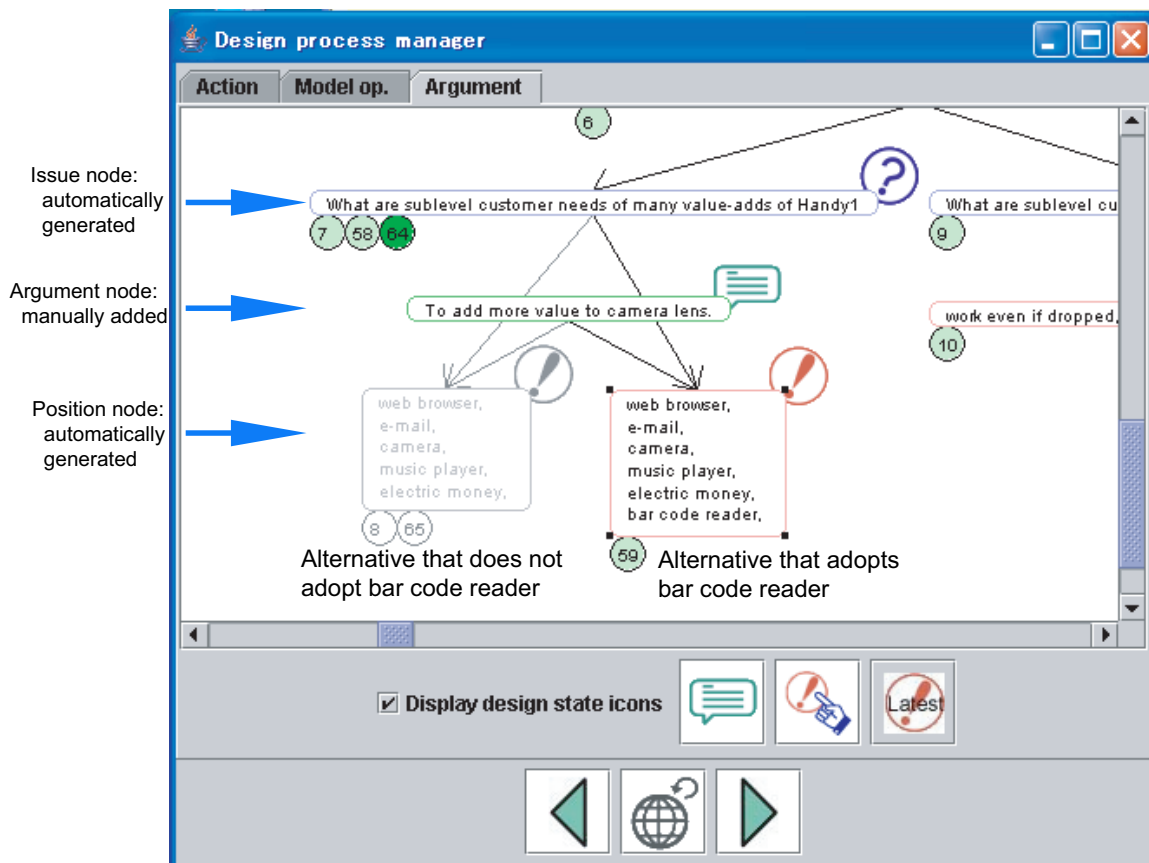 Design process manager
Action Model op. Argument
6
Issue node:
automatically
generated
What are sublevel customer needs of many value-adds of Handy1
What are sublevel cu
7 58 64
9
Argument node:
manually added
To add more value to camera lens.
work even if dropped,
10
Position node:
automatically
generated
web browser,
e-mail,
camera,
music player,
electric money,
8 65
web browser,
e-mail,
camera,
music player,
electric money,
bar code reader,
59
Alternative that does not
adopt bar code reader
Alternative that adopts
bar code reader
Display design state icons
Latest